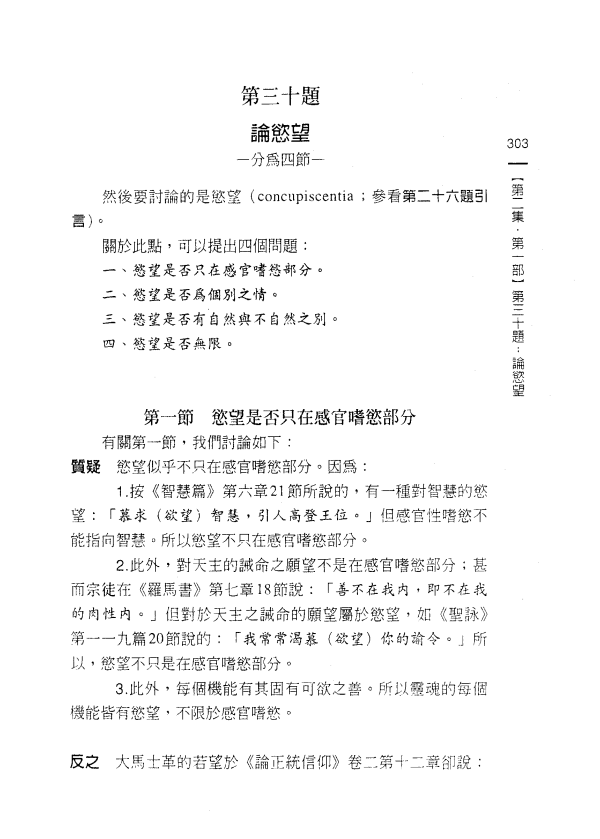 第三十題
論慾望
—分爲四節—
然後要討論的是慾望（concupiscentia；參看第二十六題引
言）。
關於此點，可以提出四個問題：
一、慾望是否只在感官嗜慾部分。
二、慾望是否爲個別之情。
三、慾望是否有自然與不自然之別。
四、慾望是否無限。
第一節　慾望是否只在感官嗜慾部分
有關第一節，我們討論如下：
質疑　慾望似乎不只在感官嗜慾部分。因爲：
1.按《智慧篇》第六章21節所說的，有一種對智慧的慾
望：「慕求（欲望）智慧，引人高登王位。」但感官性嗜慾不
能指向智慧。所以慾望不只在感官嗜慾部分。
2.此外，對天主的誡命之願望不是在感官嗜慾部分；甚
而宗徒在《羅馬書》第七章18節說：「善不在我內，即不在我
的肉性內。」但對於天主之誡命的願望屬於慾望，如《聖詠》
第一一九篇20節說的：「我常常渴慕（欲望）你的諭令。」所
以，慾望不只是在感官嗜慾部分。
3.此外，每個機能有其固有可欲之善。所以靈魂的每個
機能皆有慾望，不限於感官嗜慾。
反之　大馬士革的若望於《論正統信仰》卷二第十二章卻說：
303
【第二集．第一部】第三十題：論慾望